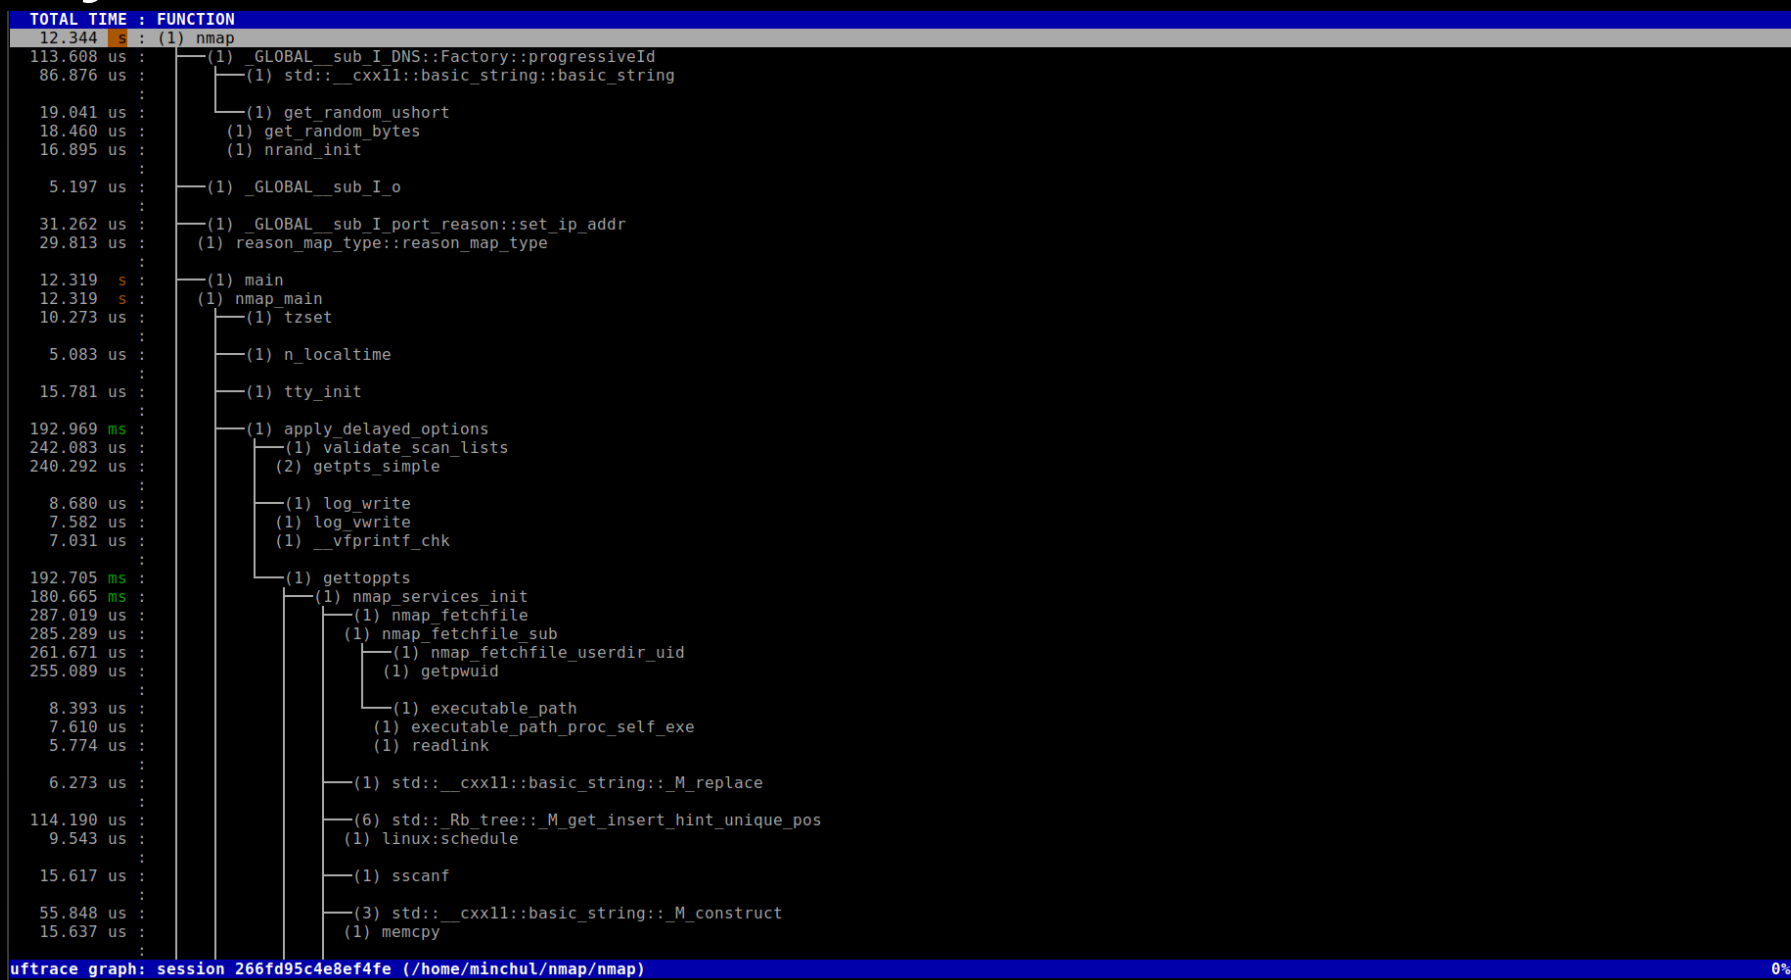 TOTAL TIME : FUNCTION
12.344 s : (1) nmap
113.608 us : (1) _GLOBAL__sub_I_DNS::Factory::progressiveId
86.876 us : (1) std::__cxx11::basic_string::basic_string
:
19.041 us : (1) get_random_ushort
18.460 us : (1) get_random_bytes
16.895 us : (1) nrand_init
:
5.197 us : (1) _GLOBAL__sub_I_o
:
31.262 us : (1) _GLOBAL__sub_I_port_reason::set_ip_addr
29.813 us : (1) reason_map_type::reason_map_type
:
12.319 s : (1) main
12.319 s : (1) nmap_main
10.273 us : (1) tzset
:
5.083 us : (1) n_localtime
:
15.781 us : (1) tty_init
:
192.969 ms : (1) apply_delayed_options
242.083 us : (1) validate_scan_lists
240.292 us : (2) getpts_simple
:
8.680 us : (1) log_write
7.582 us : (1) log_vwrite
7.031 us : (1) __vfprintf_chk
:
192.705 ms : (1) gettoppts
180.665 ms : (1) nmap_services_init
287.019 us : (1) nmap_fetchfile
285.289 us : (1) nmap_fetchfile_sub
261.671 us : (1) nmap_fetchfile_userdir_uid
255.089 us : (1) getpwuid
:
8.393 us : (1) executable_path
7.610 us : (1) executable_path_proc_self_exe
5.774 us : (1) readlink
:
6.273 us : (1) std::__cxx11::basic_string::_M_replace
:
114.190 us : (6) std::_Rb_tree::_M_get_insert_hint_unique_pos
9.543 us : (1) linux:schedule
:
15.617 us : (1) sscanf
:
55.848 us : (3) std::__cxx11::basic_string::_M_construct
15.637 us : (1) memcpy
:
uftrace graph: session 266fd95c4e8ef4fe (/home/minchul/nmap/nmap) 0%